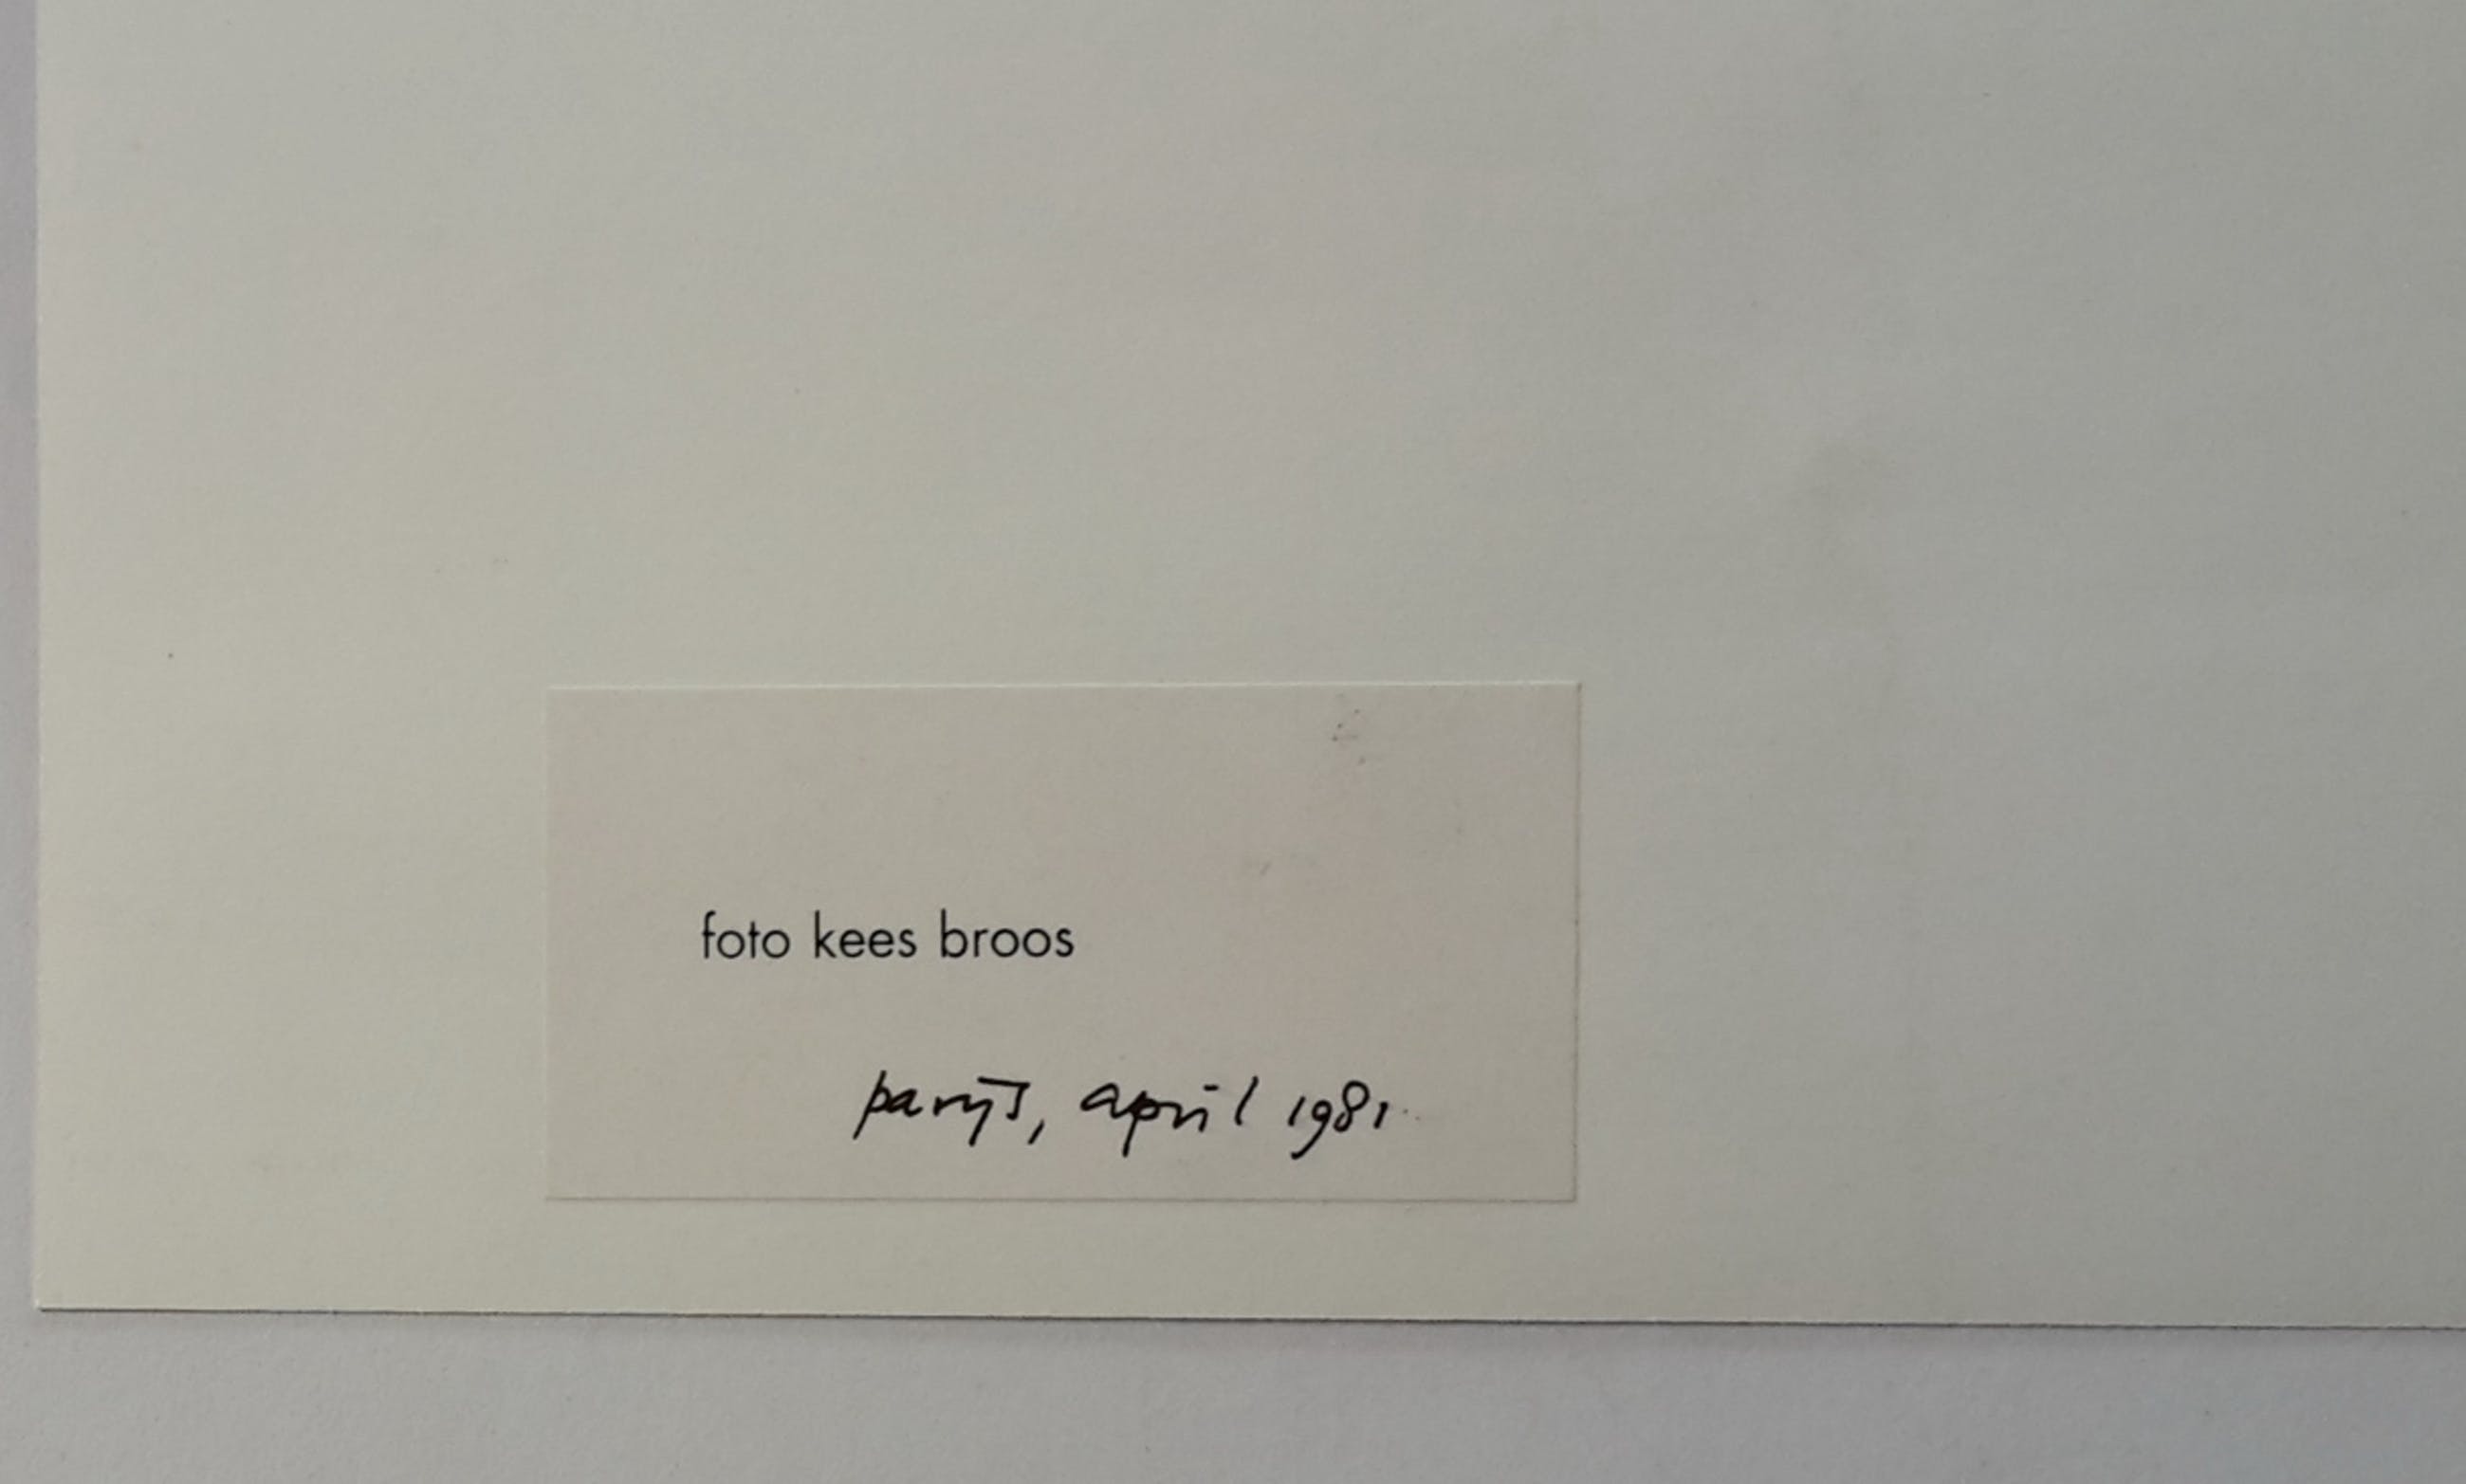 foto kees broos
parijs, april 1981.